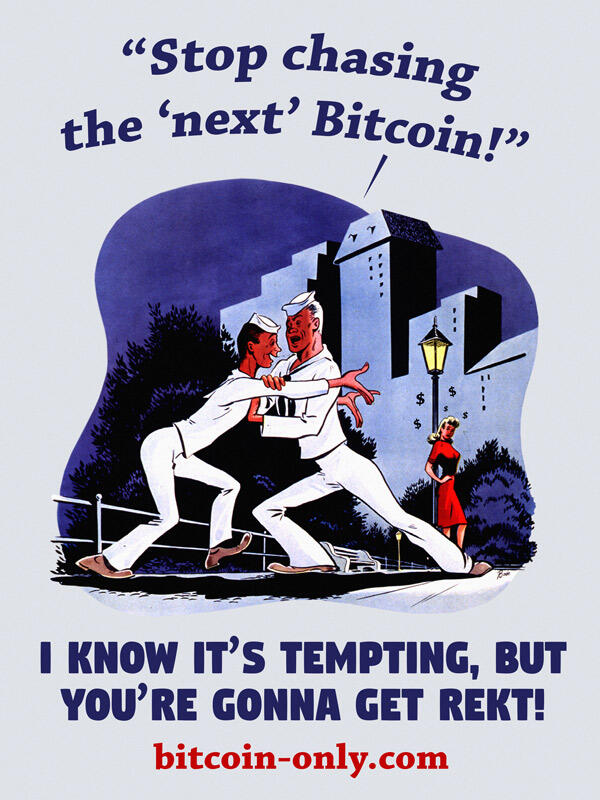 “Stop chasing
the ‘next’ Bitcoin!”
$
$
$
$
$
I KNOW IT’S TEMPTING, BUT
YOU’RE GONNA GET REKT!
bitcoin-only.com